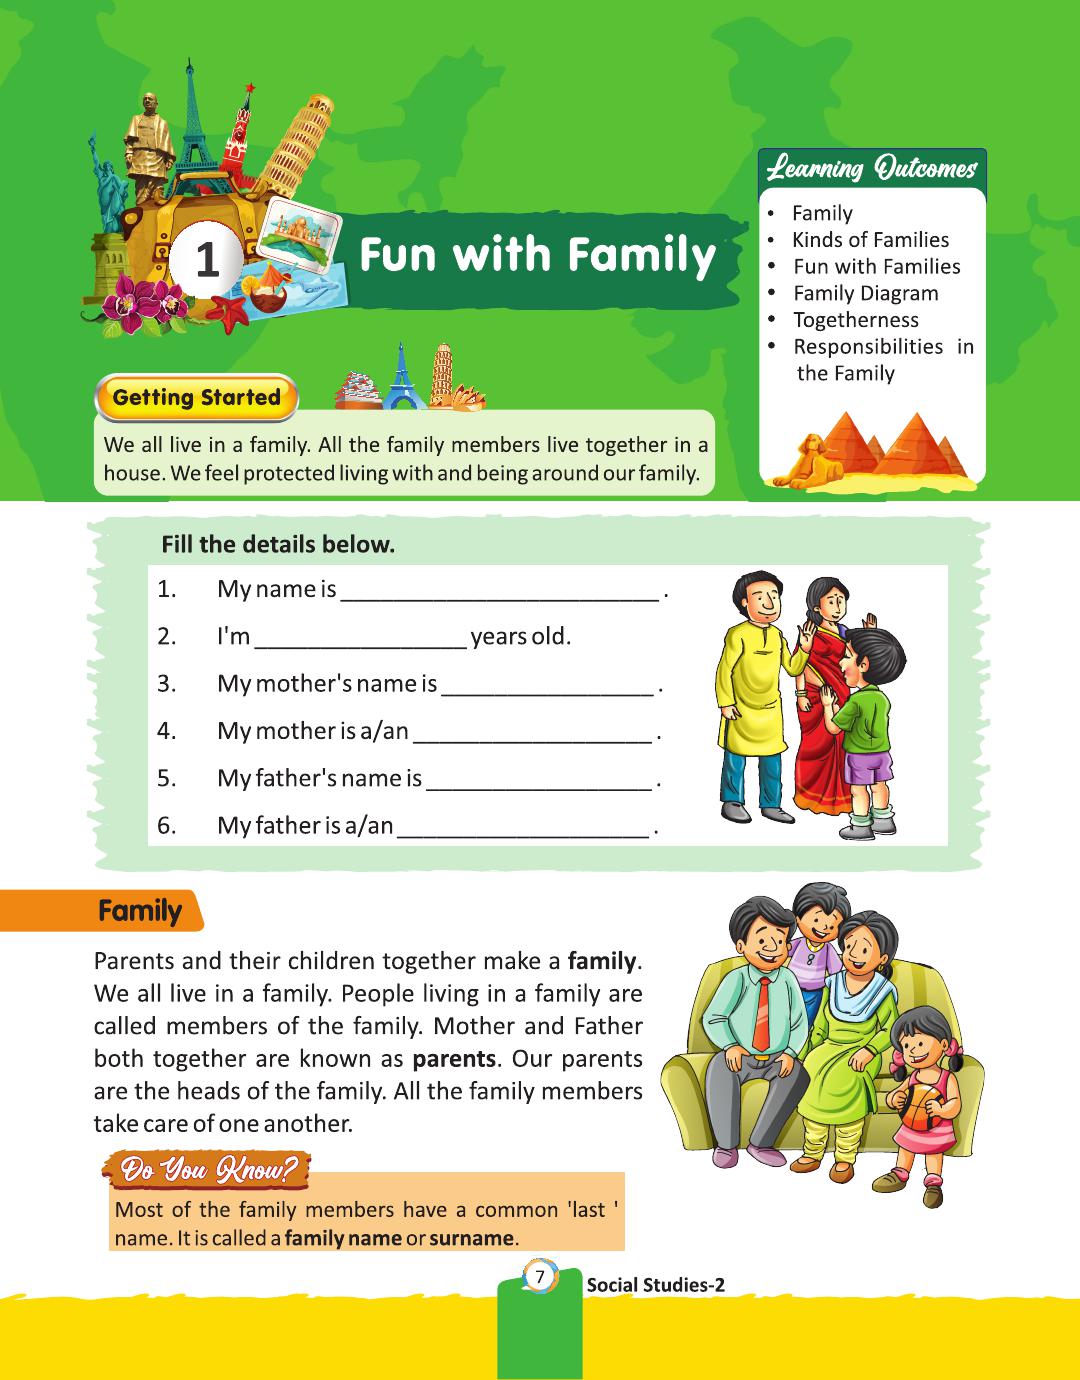 1
Fun with Family
Learning Outcomes
• Family
• Kinds of Families
• Fun with Families
• Family Diagram
• Togetherness
• Responsibilities in
the Family
Getting Started
We all live in a family. All the family members live together in a
house. We feel protected living with and being around our family.
Fill the details below.
1. My name is ________________________ .
2. I'm ________________ years old.
3. My mother's name is ________________ .
4. My mother is a/an __________________ .
5. My father's name is _________________ .
6. My father is a/an ___________________ .
Family
Parents and their children together make a family.
We all live in a family. People living in a family are
called members of the family. Mother and Father
both together are known as parents. Our parents
are the heads of the family. All the family members
take care of one another.
Do You Know?
Most of the family members have a common 'last '
name. It is called a family name or surname.
7
Social Studies-2